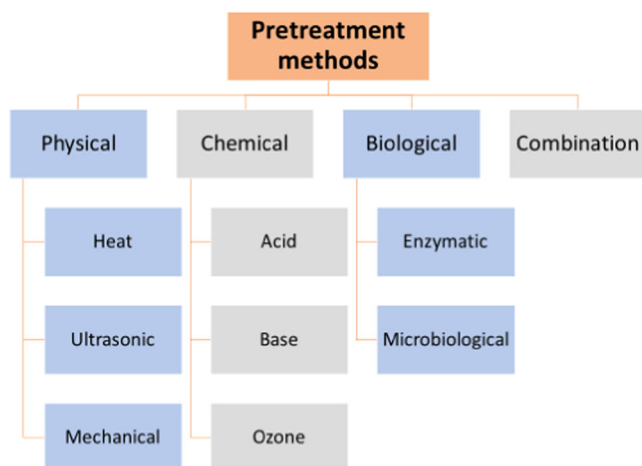 Pretreatment
methods
Physical
Chemical
Biological
Combination
Heat
Acid
Enzymatic
Ultrasonic
Base
Microbiological
Mechanical
Ozone